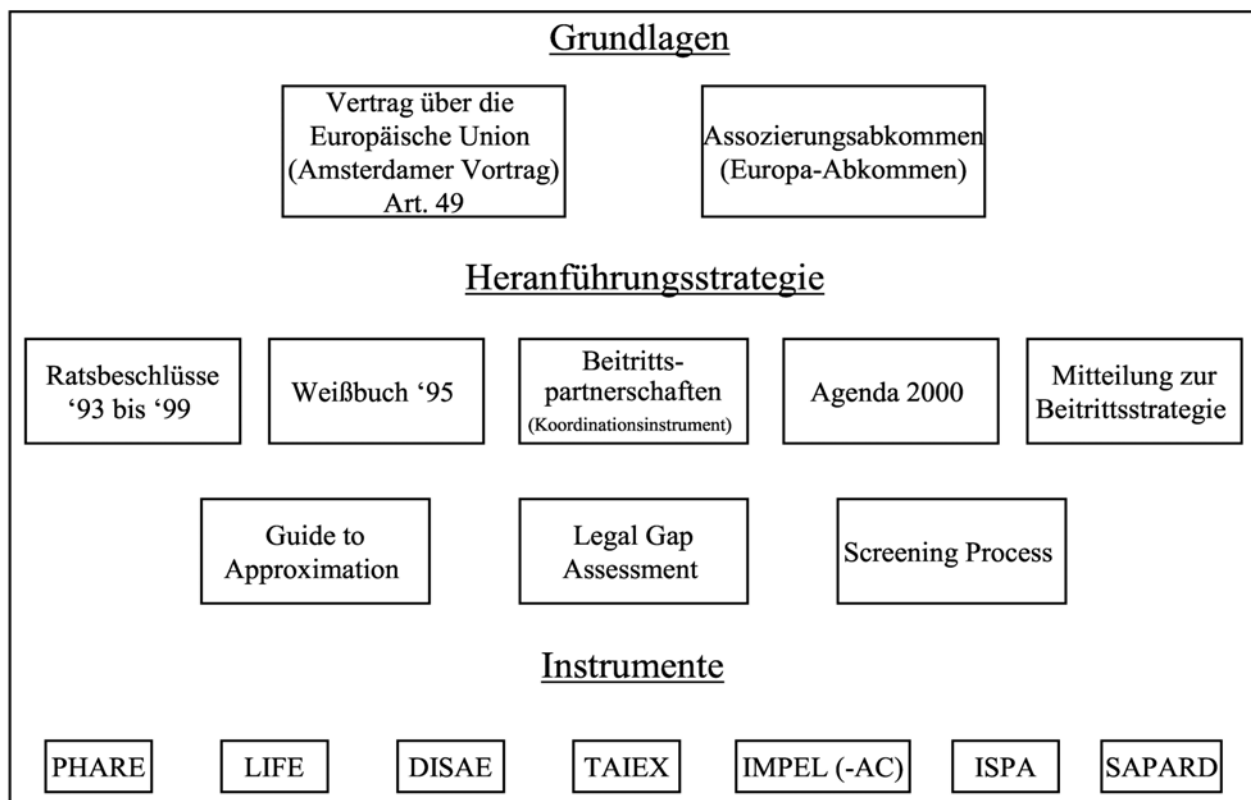 Grundlagen
Vertrag über die
Europäische Union
(Amsterdamer Vortrag)
Art. 49
Assozierungsabkommen
(Europa-Abkommen)
Heranführungsstrategie
Ratsbeschlüsse
‘93 bis ‘99
Weißbuch ‘95
Beitritts-
partnerschaften
(Koordinationsinstrument)
Agenda 2000
Mitteilung zur
Beitrittsstrategie
Guide to
Approximation
Legal Gap
Assessment
Screening Process
Instrumente
PHARE
LIFE
DISAE
TAIEX
IMPEL (-AC)
ISPA
SAPARD